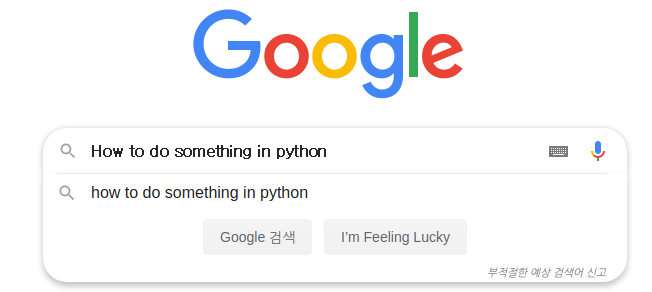 Google
How to do something in python
how to do something in python
Google 검색
I'm Feeling Lucky
부적절한 예상 검색어 신고